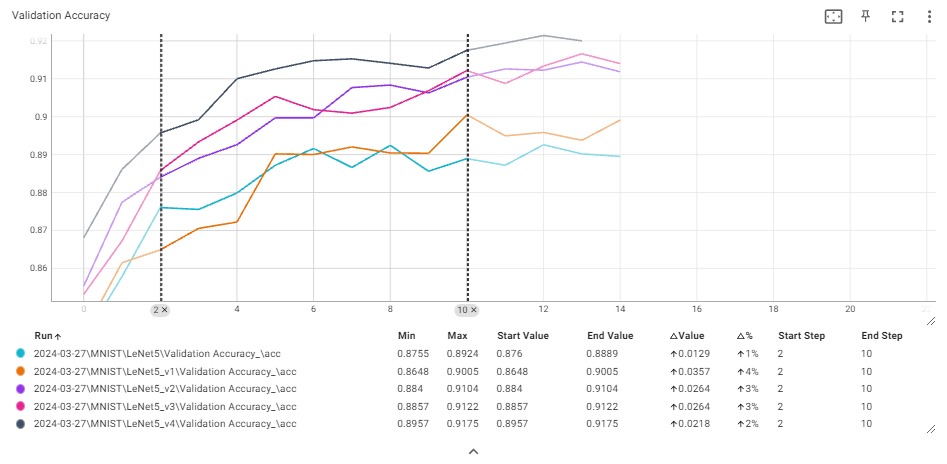 Validation Accuracy
0.92
0.91
0.9
0.89
0.88
0.87
0.86
0 2 × 4 6 8 10 × 12 14 16 18 20
Run↑ Min Max Start Value End Value △Value △% Start Step End Step
2024-03-27\MNIST\LeNet5\Validation Accuracy_\acc 0.8755 0.8924 0.876 0.8889 ↑0.0129 ↑1% 2 10
2024-03-27\MNIST\LeNet5_v1\Validation Accuracy_\acc 0.8648 0.9005 0.8648 0.9005 ↑0.0357 ↑4% 2 10
2024-03-27\MNIST\LeNet5_v2\Validation Accuracy_\acc 0.884 0.9104 0.884 0.9104 ↑0.0264 ↑3% 2 10
2024-03-27\MNIST\LeNet5_v3\Validation Accuracy_\acc 0.8857 0.9122 0.8857 0.9122 ↑0.0264 ↑3% 2 10
2024-03-27\MNIST\LeNet5_v4\Validation Accuracy_\acc 0.8957 0.9175 0.8957 0.9175 ↑0.0218 ↑2% 2 10